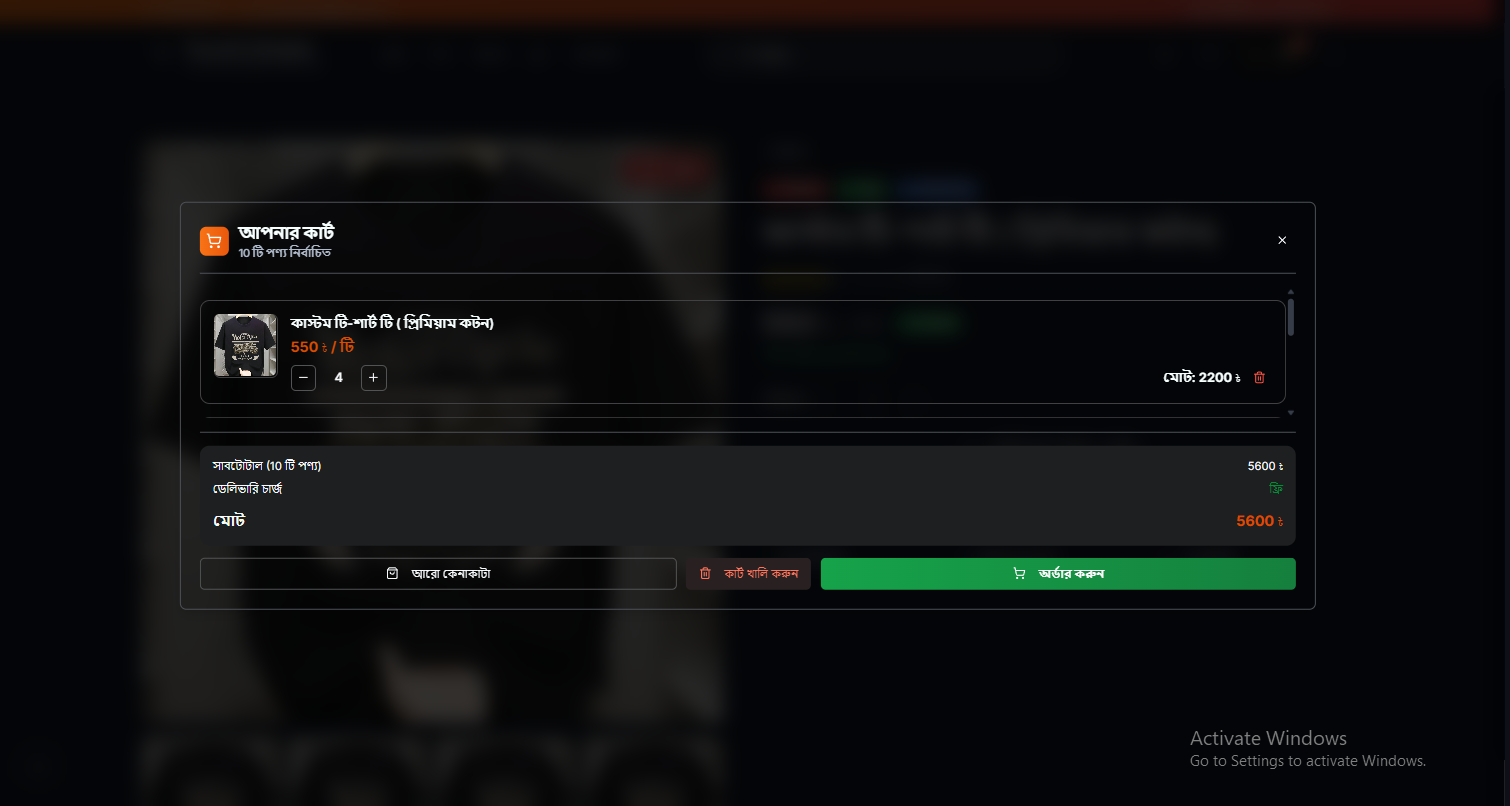 আপনার কার্ট
10 টি পণ্য নির্বাচিত
কাস্টম টি-শার্ট টি ( প্রিমিয়াম কটন)
550 ৳ / টি
4
মোট: 2200 ৳
সাবটোটাল (10 টি পণ্য)
5600 ৳
ডেলিভারি চার্জ
ফ্রি
মোট
5600 ৳
আরো কেনাকাটা
কার্ট খালি করুন
অর্ডার করুন
Activate Windows
Go to Settings to activate Windows.